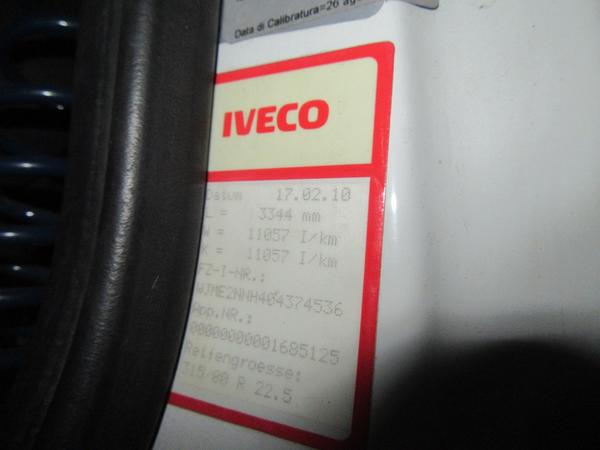 Data di Calibratura=26
IVECO
Datum 17.02.10
L = 3344 mm
W = 11057 I/km
K = 11057 I/km
FZ-I-NR.:
WJME2NNH404374536
App.NR.:
0000000001685125
Reifengroesse:
315/80 R 22.5